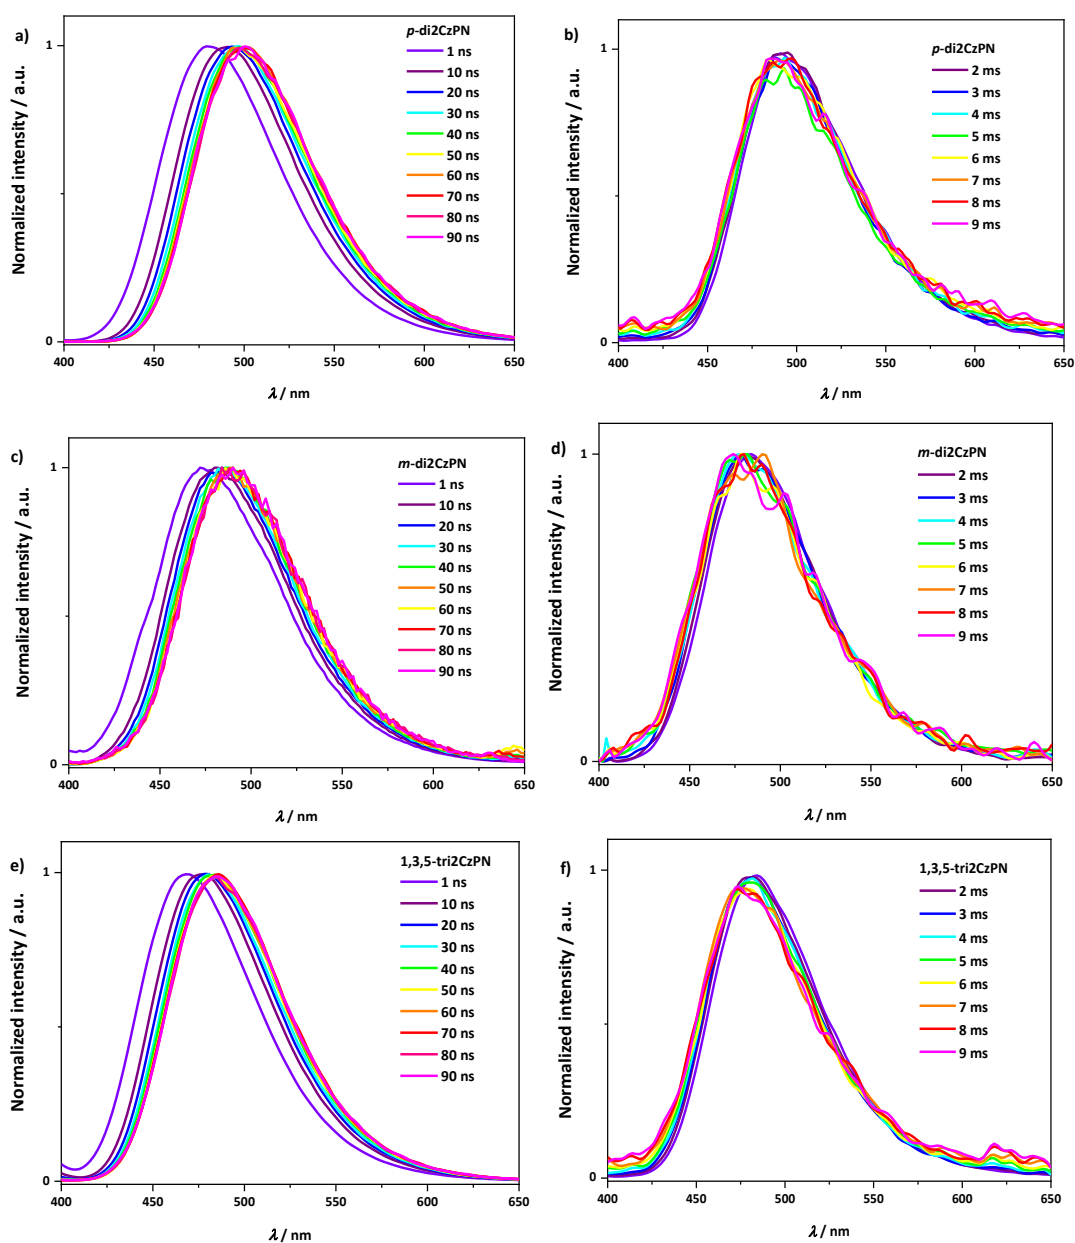 a)
p-di2CzPN
1 ns
10 ns
20 ns
30 ns
40 ns
50 ns
60 ns
70 ns
80 ns
90 ns
1
0
Normalized intensity / a.u.
400 450 500 550 600 650
λ / nm
b)
p-di2CzPN
2 ms
3 ms
4 ms
5 ms
6 ms
7 ms
8 ms
9 ms
1
0
Normalized intensity / a.u.
400 450 500 550 600 650
λ / nm
c)
m-di2CzPN
1 ns
10 ns
20 ns
30 ns
40 ns
50 ns
60 ns
70 ns
80 ns
90 ns
1
0
Normalized intensity / a.u.
400 450 500 550 600 650
λ / nm
d)
m-di2CzPN
2 ms
3 ms
4 ms
5 ms
6 ms
7 ms
8 ms
9 ms
1
0
Normalized intensity / a.u.
400 450 500 550 600 650
λ / nm
e)
1,3,5-tri2CzPN
1 ns
10 ns
20 ns
30 ns
40 ns
50 ns
60 ns
70 ns
80 ns
90 ns
1
0
Normalized intensity / a.u.
400 450 500 550 600 650
λ / nm
f)
1,3,5-tri2CzPN
2 ms
3 ms
4 ms
5 ms
6 ms
7 ms
8 ms
9 ms
1
0
Normalized intensity / a.u.
400 450 500 550 600 650
λ / nm